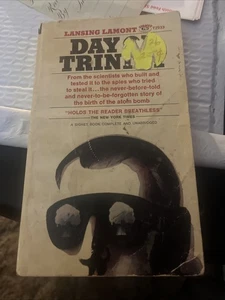 LANSING LAMONT
DAY
TRIN
From the scientists who built and
tested it to the spies who tried
to steal it...the never-before-told
and never-to-be-forgotten story of
the birth of the atom bomb
"HOLDS THE READER BREATHLESS"
—THE NEW YORK TIMES
A SIGNET BOOK COMPLETE AND UNABRIDGED